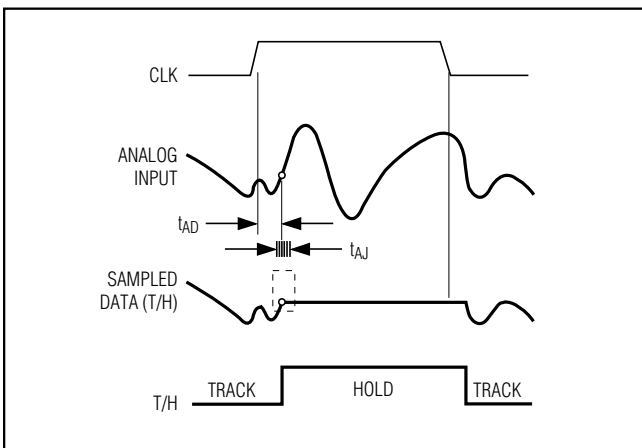 CLK
ANALOG
INPUT
tAD
tAJ
SAMPLED
DATA (T/H)
TRACK HOLD TRACK
T/H